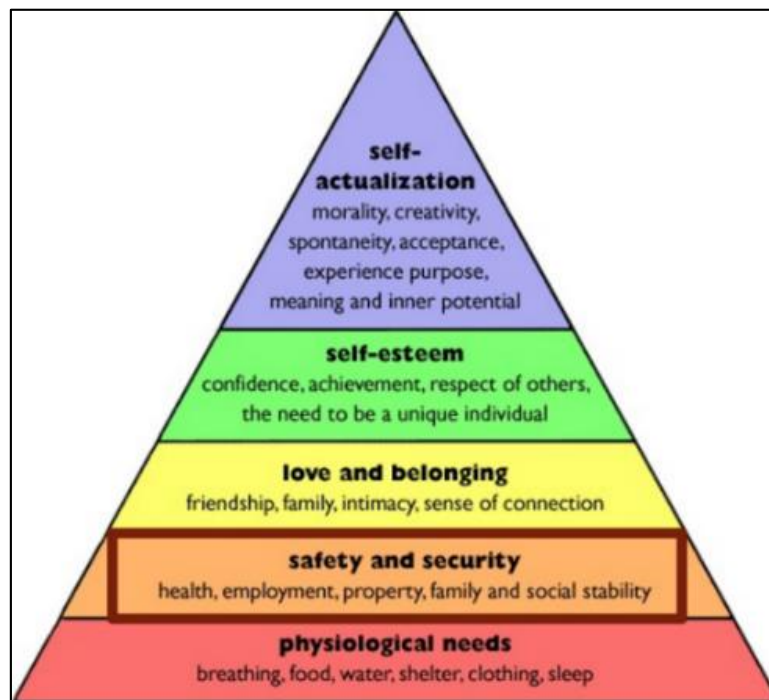 self-
actualization
morality, creativity,
spontaneity, acceptance,
experience purpose,
meaning and inner potential
self-esteem
confidence, achievement, respect of others,
the need to be a unique individual
love and belonging
friendship, family, intimacy, sense of connection
safety and security
health, employment, property, family and social stability
physiological needs
breathing, food, water, shelter, clothing, sleep